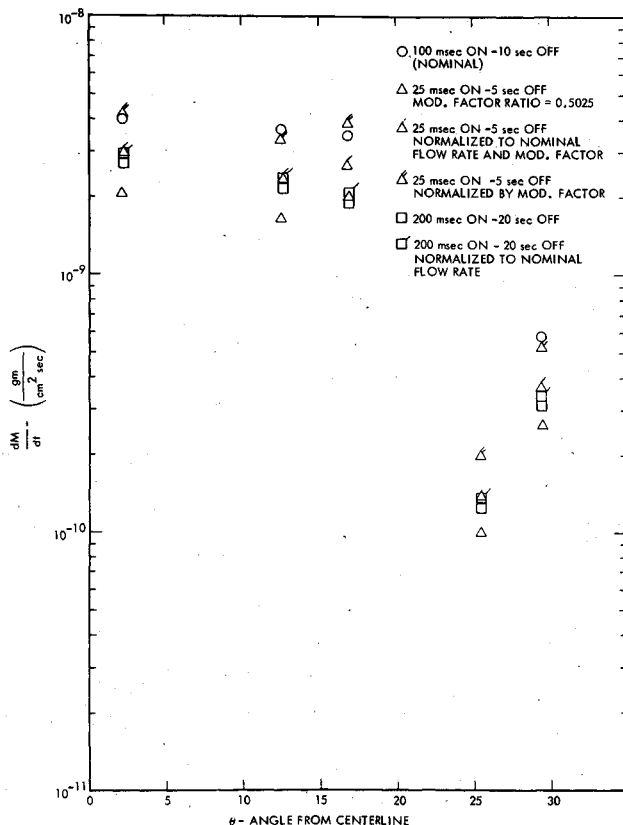 10⁻⁸
100 msec ON -10 sec OFF
(NOMINAL)
25 msec ON -5 sec OFF
MOD. FACTOR RATIO = 0.5025
25 msec ON -5 sec OFF
NORMALIZED TO NOMINAL
FLOW RATE AND MOD. FACTOR
25 msec ON -5 sec OFF
NORMALIZED BY MOD. FACTOR
200 msec ON -20 sec OFF
200 msec ON - 20 sec OFF
NORMALIZED TO NOMINAL
FLOW RATE
10⁻⁹
dM/dt - (gm/cm² sec)
10⁻¹⁰
10⁻¹¹
0 5 10 15 20 25 30
θ- ANGLE FROM CENTERLINE